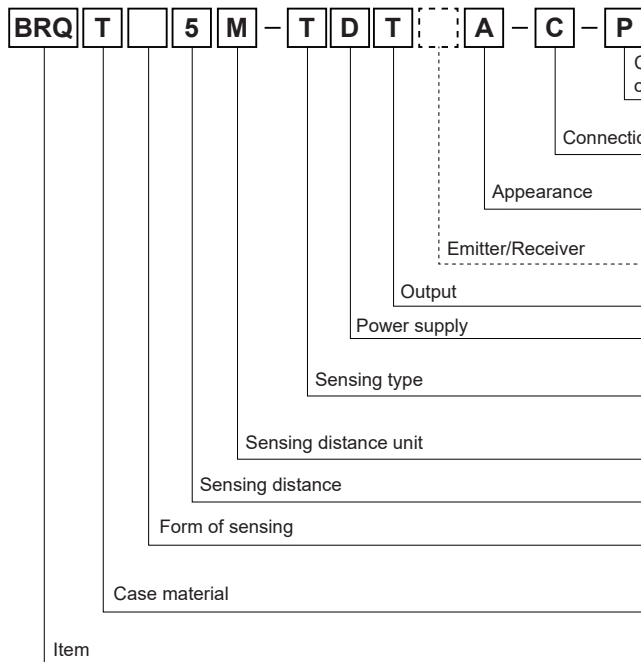 BRQ T 5 M – T D T A – C – P
Appearance
Emitter/Receiver
Output
Power supply
Sensing type
Sensing distance unit
Sensing distance
Form of sensing
Case material
Item